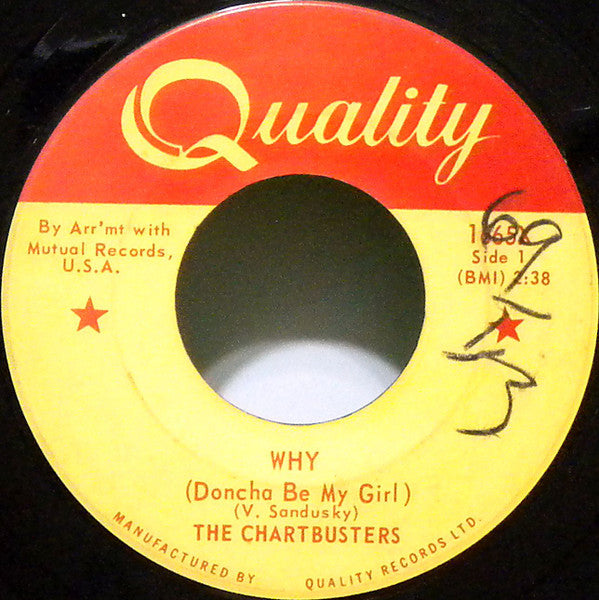 Quality
By Arr'mt with
Mutual Records,
U.S.A.
Side 1
(BMI) 2:38
WHY
(Doncha Be My Girl)
(V. Sandusky)
THE CHARTBUSTERS
MANUFACTURED BY QUALITY RECORDS LTD.